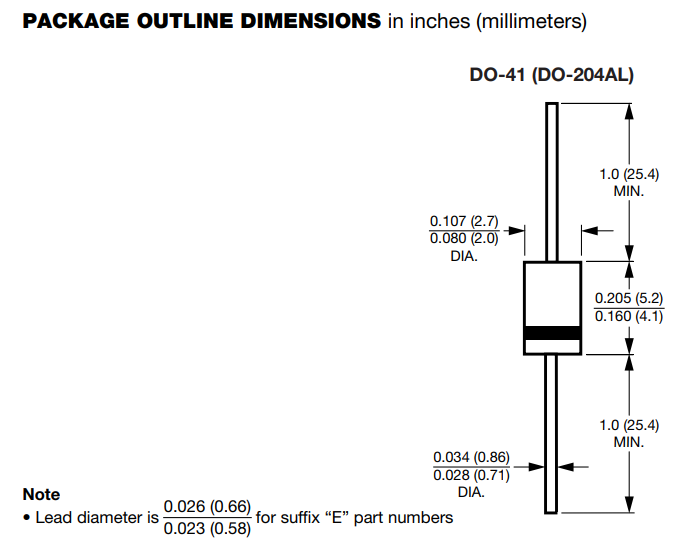 PACKAGE OUTLINE DIMENSIONS in inches (millimeters)
DO-41 (DO-204AL)
1.0 (25.4)
MIN.
0.107 (2.7)
0.080 (2.0)
DIA.
0.205 (5.2)
0.160 (4.1)
1.0 (25.4)
MIN.
0.034 (0.86)
0.028 (0.71)
DIA.
Note
• Lead diameter is 0.026 (0.66) / 0.023 (0.58) for suffix “E” part numbers